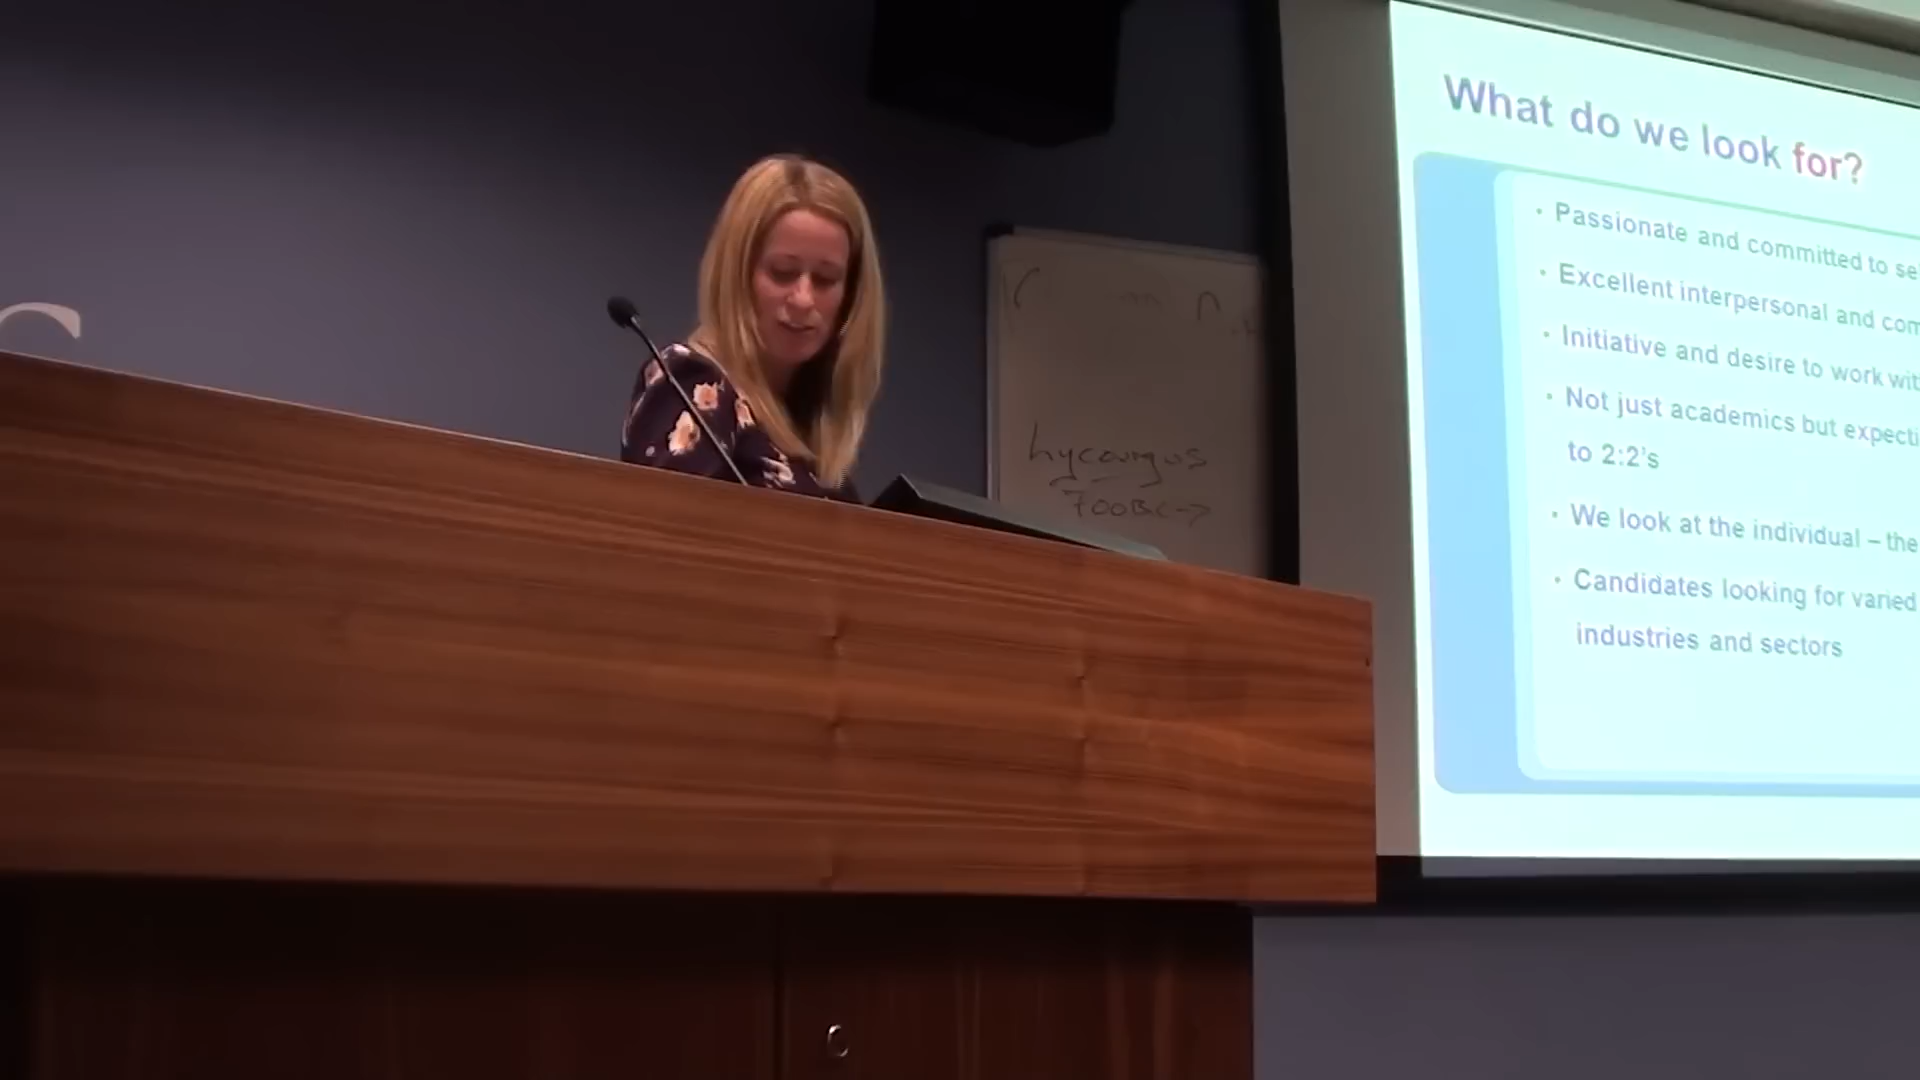 What do we look for?
• Passionate and committed to se
• Excellent interpersonal and com
• Initiative and desire to work wit
• Not just academics but expecti
to 2:2's
• We look at the individual – the
• Candidates looking for varied
industries and sectors
Lycourgus
700BC→
C